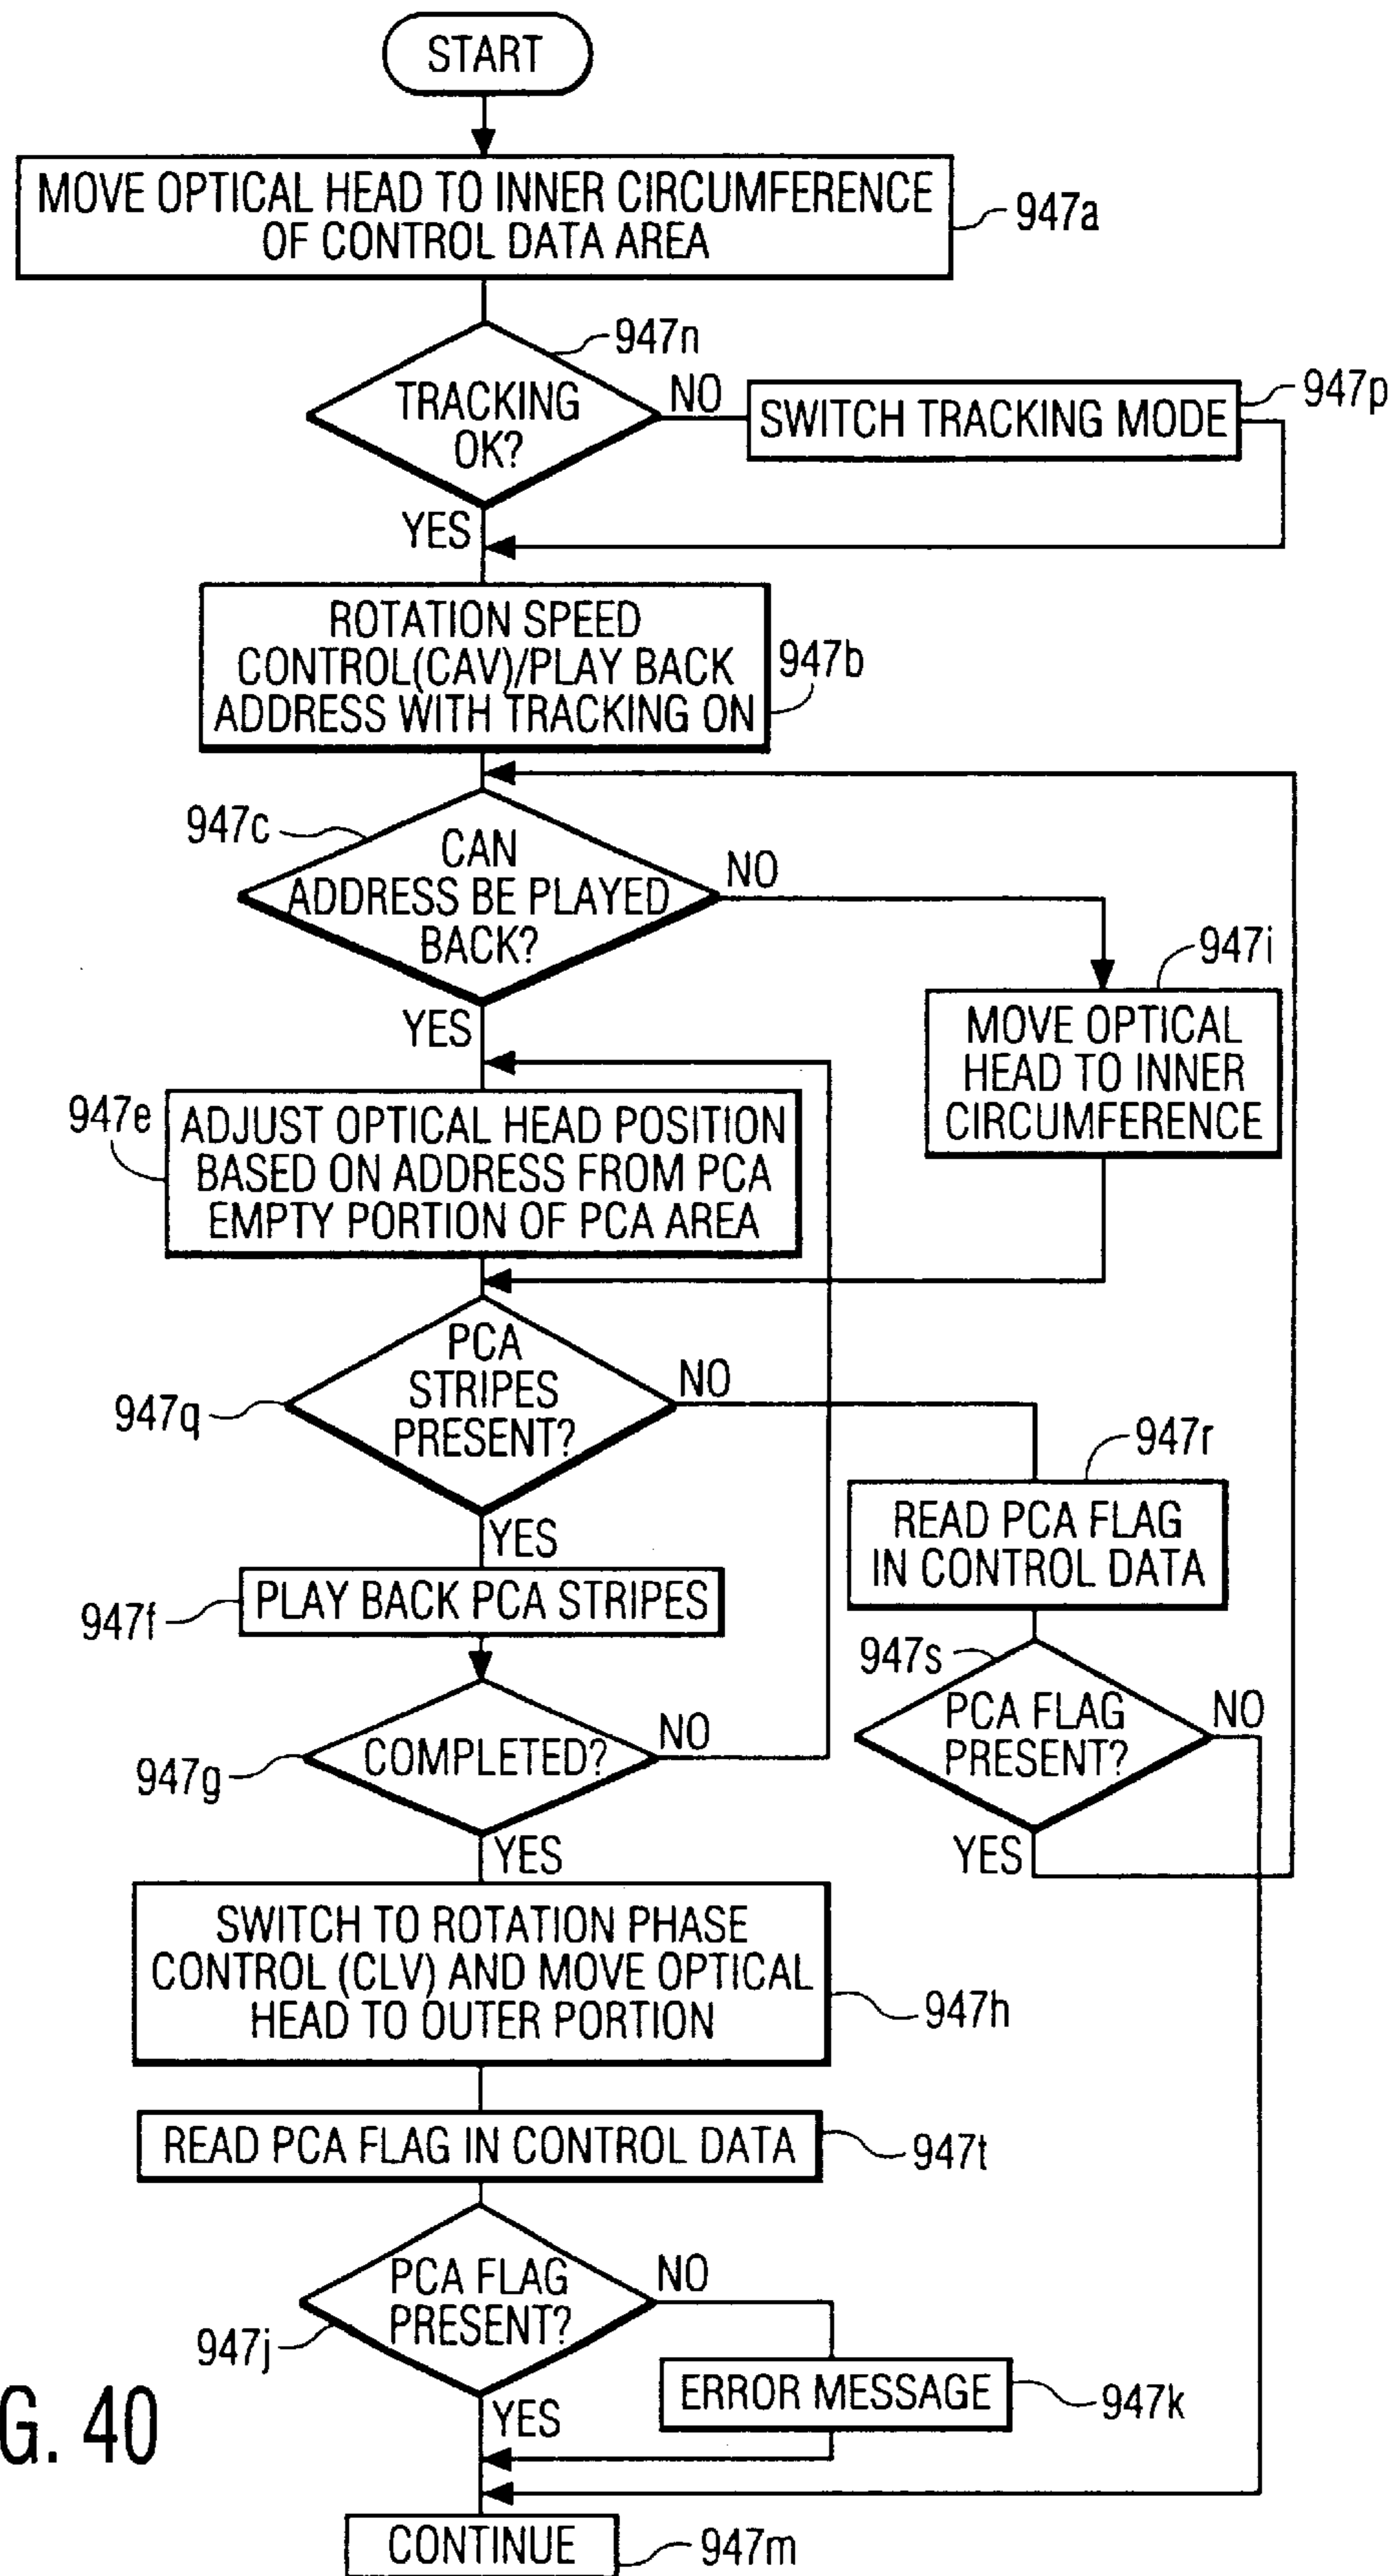 START
MOVE OPTICAL HEAD TO INNER CIRCUMFERENCE
OF CONTROL DATA AREA
947a
947n
TRACKING
OK?
NO
SWITCH TRACKING MODE
947p
YES
ROTATION SPEED
CONTROL(CAV)/PLAY BACK
ADDRESS WITH TRACKING ON
947b
947c
CAN
ADDRESS BE PLAYED
BACK?
NO
947i
MOVE OPTICAL
HEAD TO INNER
CIRCUMFERENCE
YES
947e
ADJUST OPTICAL HEAD POSITION
BASED ON ADDRESS FROM PCA
EMPTY PORTION OF PCA AREA
PCA
STRIPES
PRESENT?
NO
947q
947r
READ PCA FLAG
IN CONTROL DATA
YES
PLAY BACK PCA STRIPES
947f
947s
PCA FLAG
PRESENT?
NO
YES
COMPLETED?
NO
947g
YES
SWITCH TO ROTATION PHASE
CONTROL (CLV) AND MOVE OPTICAL
HEAD TO OUTER PORTION
947h
READ PCA FLAG IN CONTROL DATA
947t
PCA FLAG
PRESENT?
NO
947j
ERROR MESSAGE
947k
YES
G. 40
CONTINUE
947m